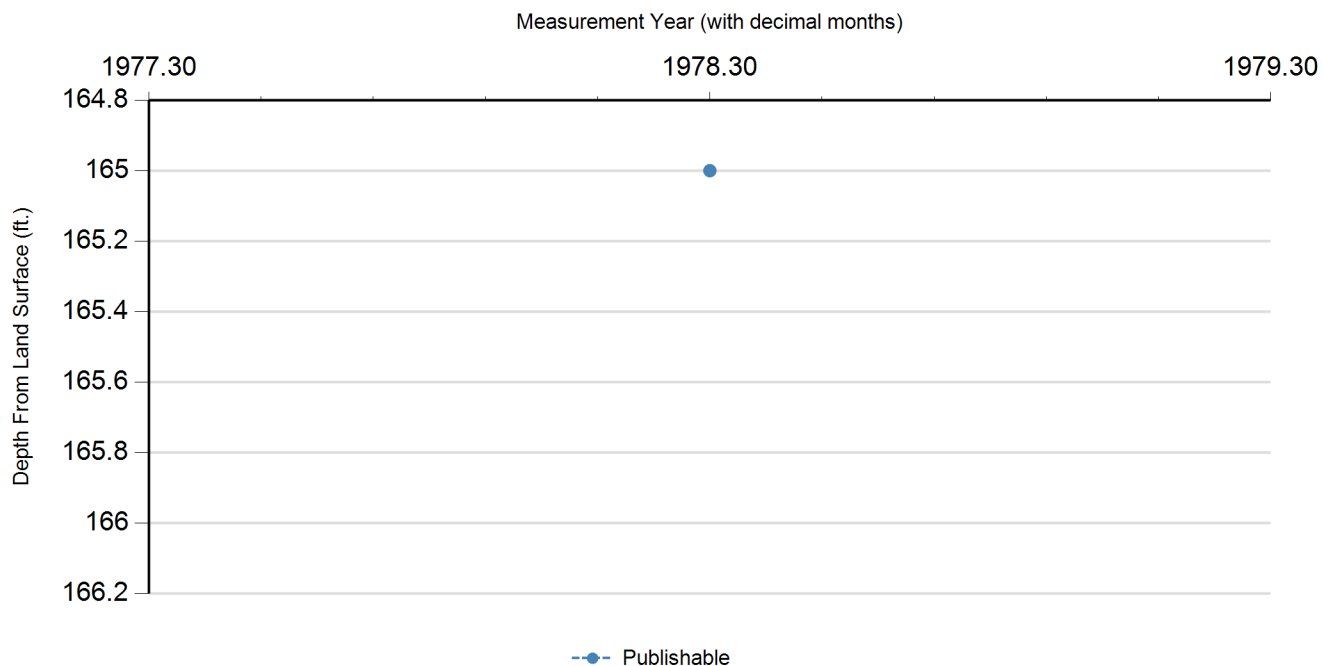 Measurement Year (with decimal months)
1977.30 1978.30 1979.30
164.8
165
165.2
165.4
165.6
165.8
166
166.2
Depth From Land Surface (ft.)
Publishable